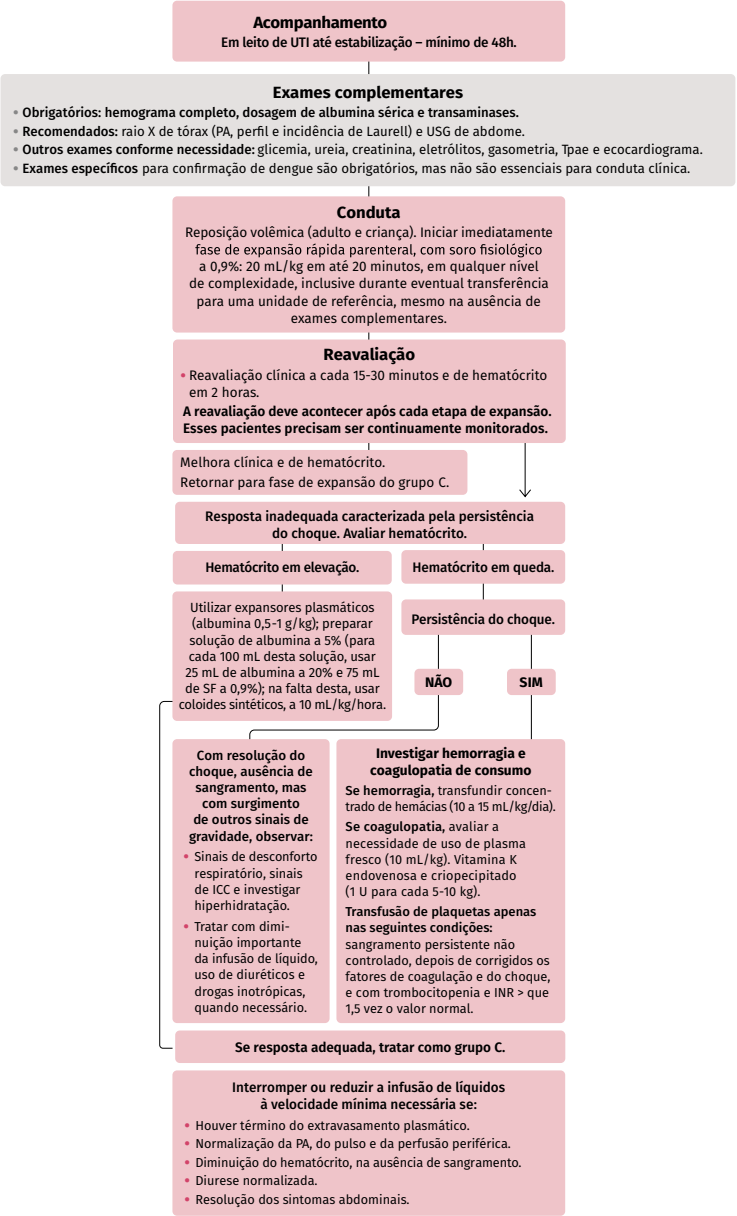 Acompanhamento
Em leito de UTI até estabilização – mínimo de 48h.
Exames complementares
• Obrigatórios: hemograma completo, dosagem de albumina sérica e transaminases.
• Recomendados: raio X de tórax (PA, perfil e incidência de Laurell) e USG de abdome.
• Outros exames conforme necessidade: glicemia, ureia, creatinina, eletrólitos, gasometria, Tpae e ecocardiograma.
• Exames específicos para confirmação de dengue são obrigatórios, mas não são essenciais para conduta clínica.
Conduta
Reposição volêmica (adulto e criança). Iniciar imediatamente
fase de expansão rápida parenteral, com soro fisiológico
a 0,9%: 20 mL/kg em até 20 minutos, em qualquer nível
de complexidade, inclusive durante eventual transferência
para uma unidade de referência, mesmo na ausência de
exames complementares.
Reavaliação
• Reavaliação clínica a cada 15-30 minutos e de hematócrito
em 2 horas.
A reavaliação deve acontecer após cada etapa de expansão.
Esses pacientes precisam ser continuamente monitorados.
Melhora clínica e de hematócrito.
Retornar para fase de expansão do grupo C.
Resposta inadequada caracterizada pela persistência
do choque. Avaliar hematócrito.
Hematócrito em elevação.
Utilizar expansores plasmáticos
(albumina 0,5-1 g/kg); preparar
solução de albumina a 5% (para
cada 100 mL desta solução, usar
25 mL de albumina a 20% e 75 mL
de SF a 0,9%); na falta desta, usar
coloides sintéticos, a 10 mL/kg/hora.
Hematócrito em queda.
Persistência do choque.
NÃO
SIM
Com resolução do
choque, ausência de
sangramento, mas
com surgimento
de outros sinais de
gravidade, observar:
• Sinais de desconforto
respiratório, sinais
de ICC e investigar
hiperhidratação.
• Tratar com dimi-
nuição importante
da infusão de líquido,
uso de diuréticos e
drogas inotrópicas,
quando necessário.
Investigar hemorragia e
coagulopatia de consumo
Se hemorragia, transfundir concen-
trado de hemácias (10 a 15 mL/kg/dia).
Se coagulopatia, avaliar a
necessidade de uso de plasma
fresco (10 mL/kg). Vitamina K
endovenosa e criopecipitado
(1 U para cada 5-10 kg).
Transfusão de plaquetas apenas
nas seguintes condições:
sangramento persistente não
controlado, depois de corrigidos os
fatores de coagulação e do choque,
e com trombocitopenia e INR > que
1,5 vez o valor normal.
Se resposta adequada, tratar como grupo C.
Interromper ou reduzir a infusão de líquidos
à velocidade mínima necessária se:
• Houver término do extravasamento plasmático.
• Normalização da PA, do pulso e da perfusão periférica.
• Diminuição do hematócrito, na ausência de sangramento.
• Diurese normalizada.
• Resolução dos sintomas abdominais.